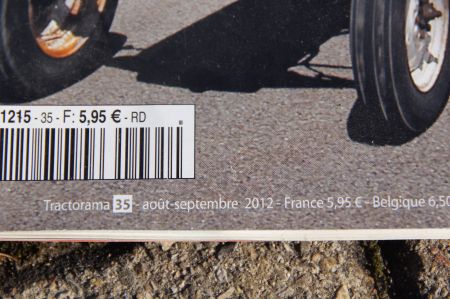 1215 - 35 - F: 5,95 € - RD
Tractorama 35 - août-septembre 2012 - France 5,95 € - Belgique 6,50